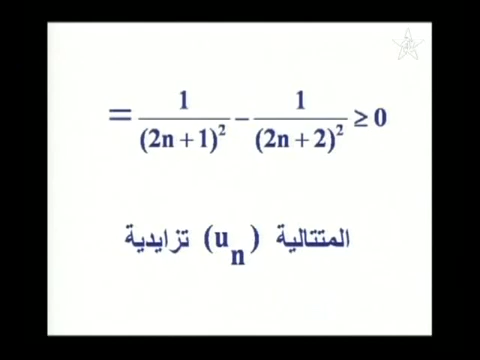 = 1/(2n+1)² − 1/(2n+2)² ≥ 0
المتتالية (uₙ) تزايدية